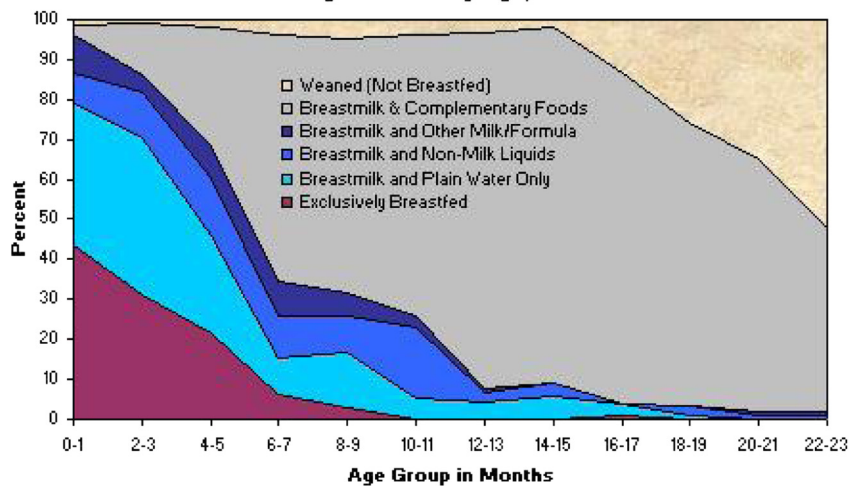 100
90
80
70
60
50
40
30
20
10
0
Percent
Weaned (Not Breastfed)
Breastmilk & Complementary Foods
Breastmilk and Other Milk/Formula
Breastmilk and Non-Milk Liquids
Breastmilk and Plain Water Only
Exclusively Breastfed
0-1 2-3 4-5 6-7 8-9 10-11 12-13 14-15 16-17 18-19 20-21 22-23
Age Group in Months